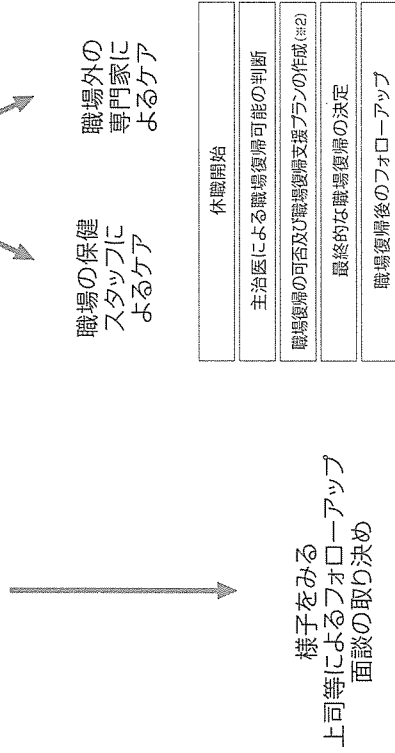 職場の保健
スタッフに
よるケア
職場外の
専門家に
よるケア
様子をみる
上司等によるフォローアップ
面談の取り決め
休職開始
主治医による職場復帰可能の判断
職場復帰の可否及び職場復帰支援プランの作成(※2)
最終的な職場復帰の決定
職場復帰後のフォローアップ